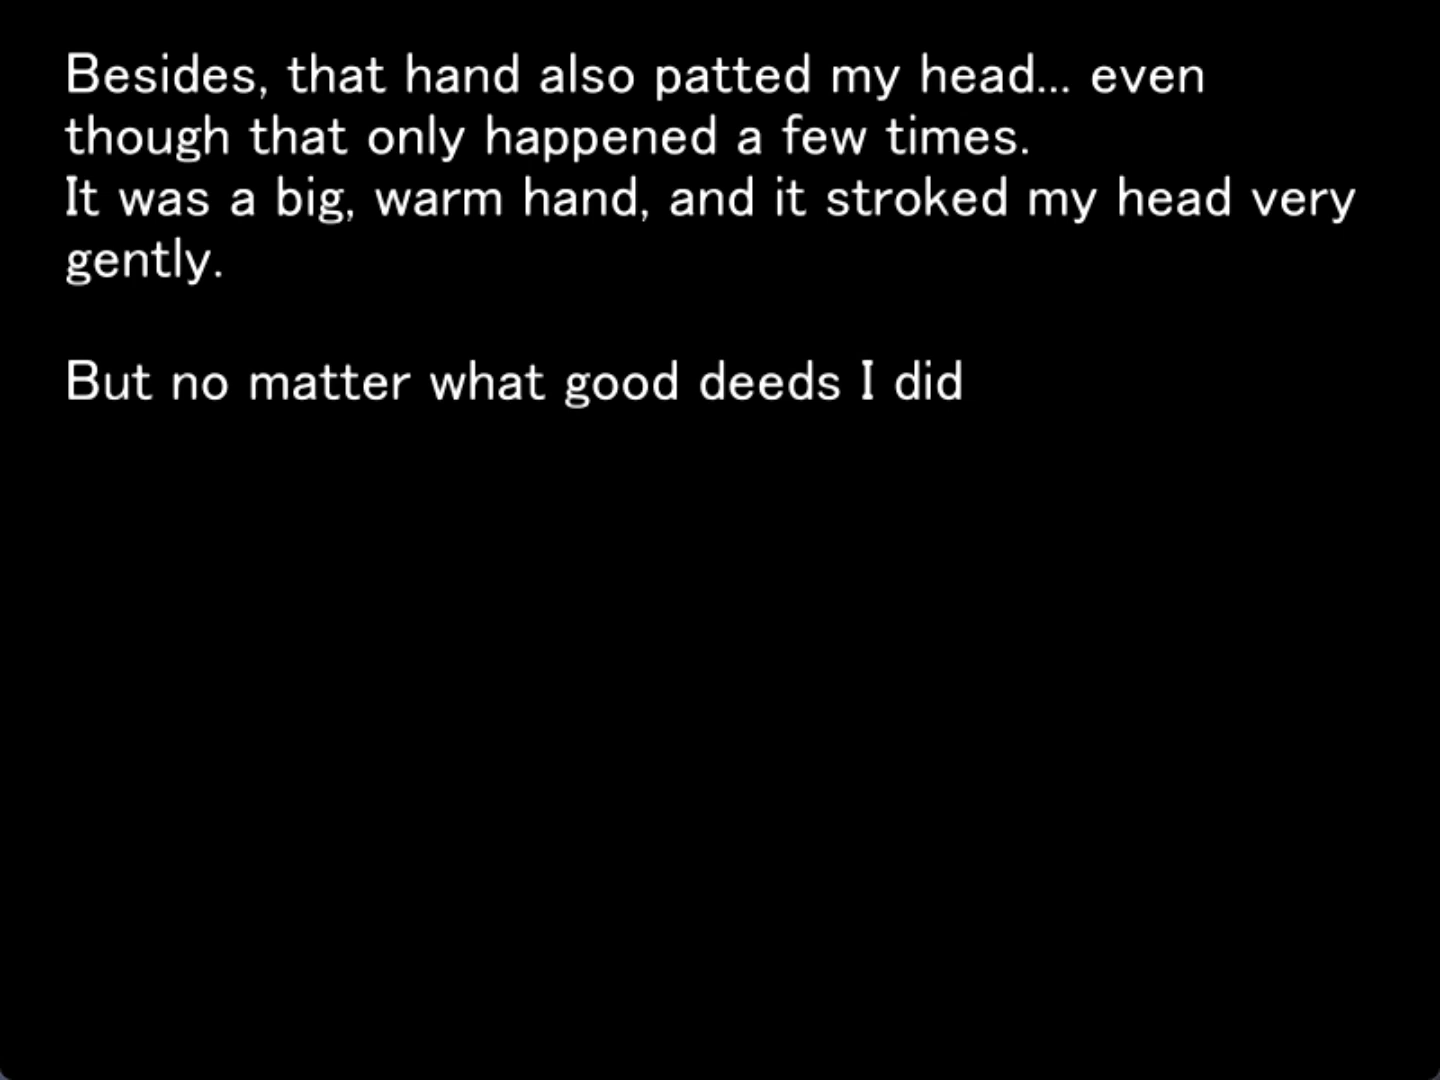 Besides, that hand also patted my head... even
though that only happened a few times.
It was a big, warm hand, and it stroked my head very
gently.
But no matter what good deeds I did